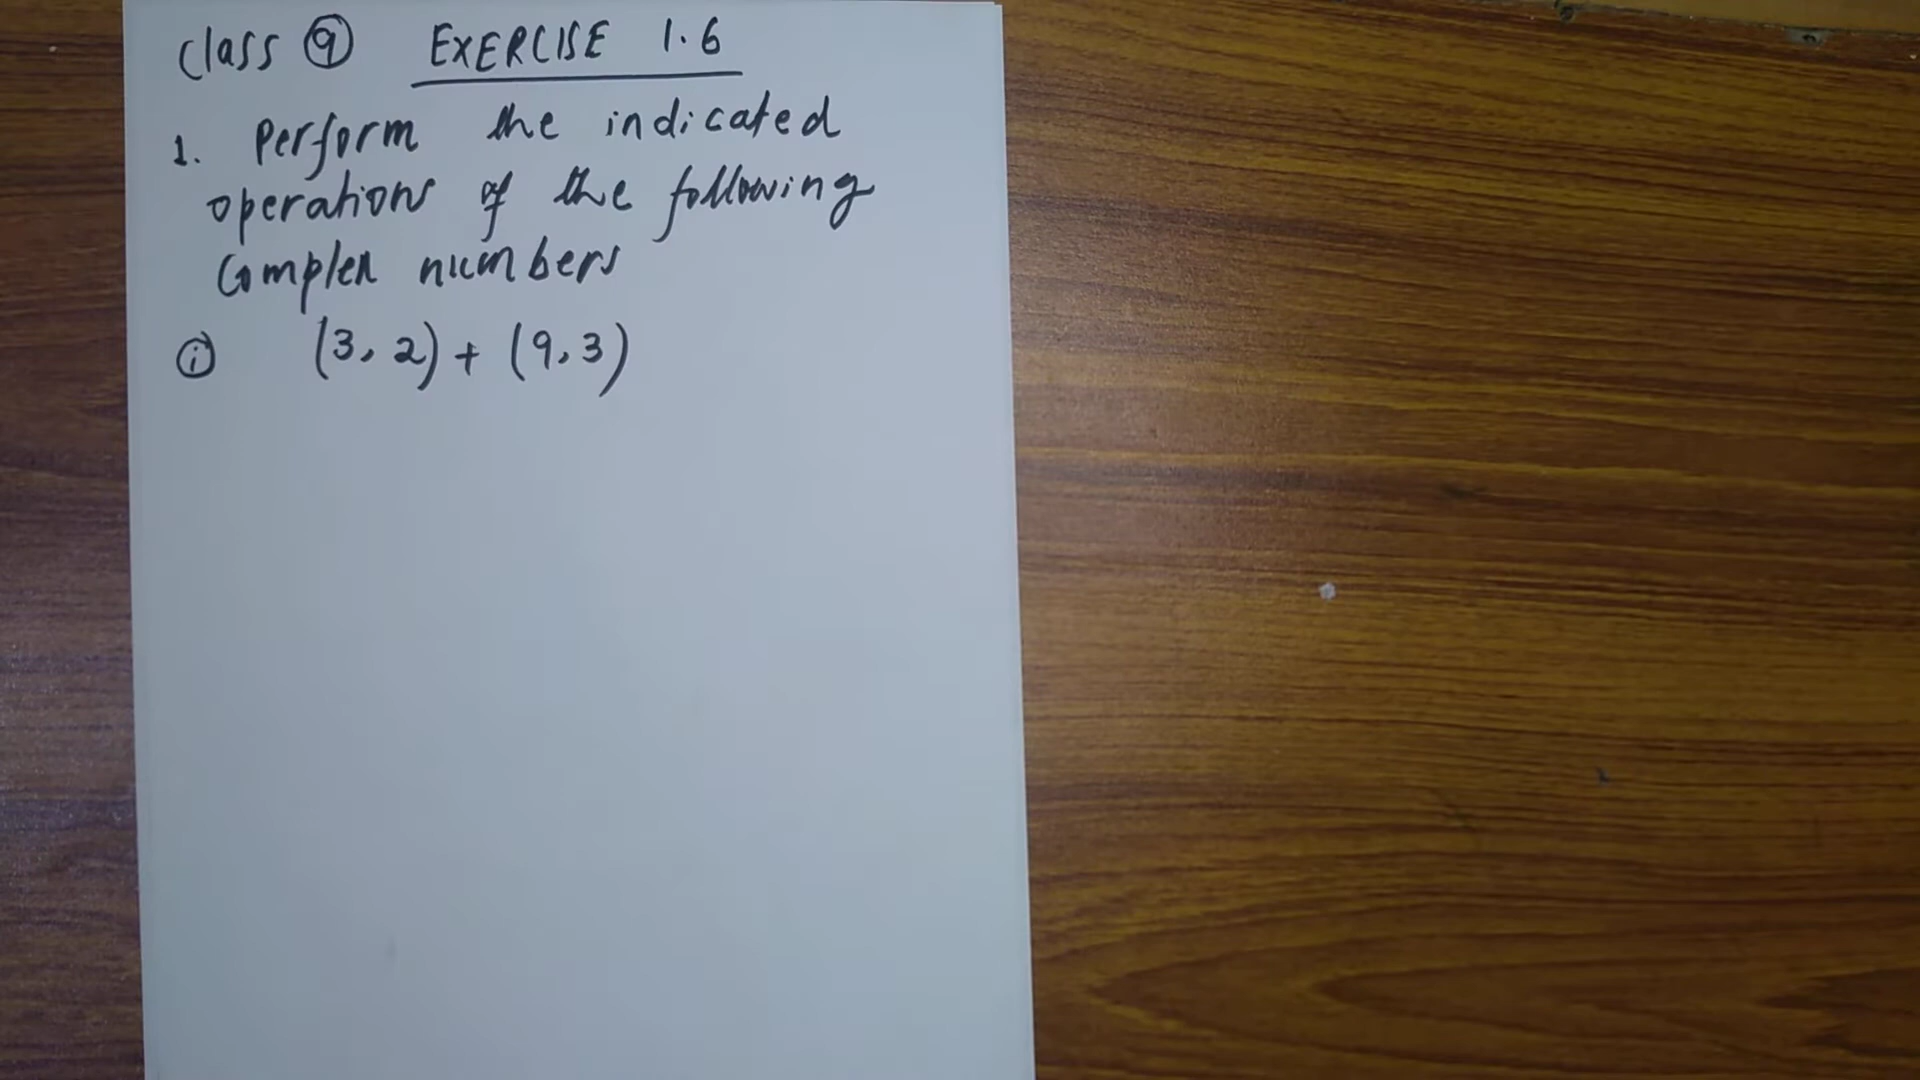 Class 9 EXERCISE 1.6
1. Perform the indicated
operations of the following
Complex numbers
i (3, 2) + (9, 3)